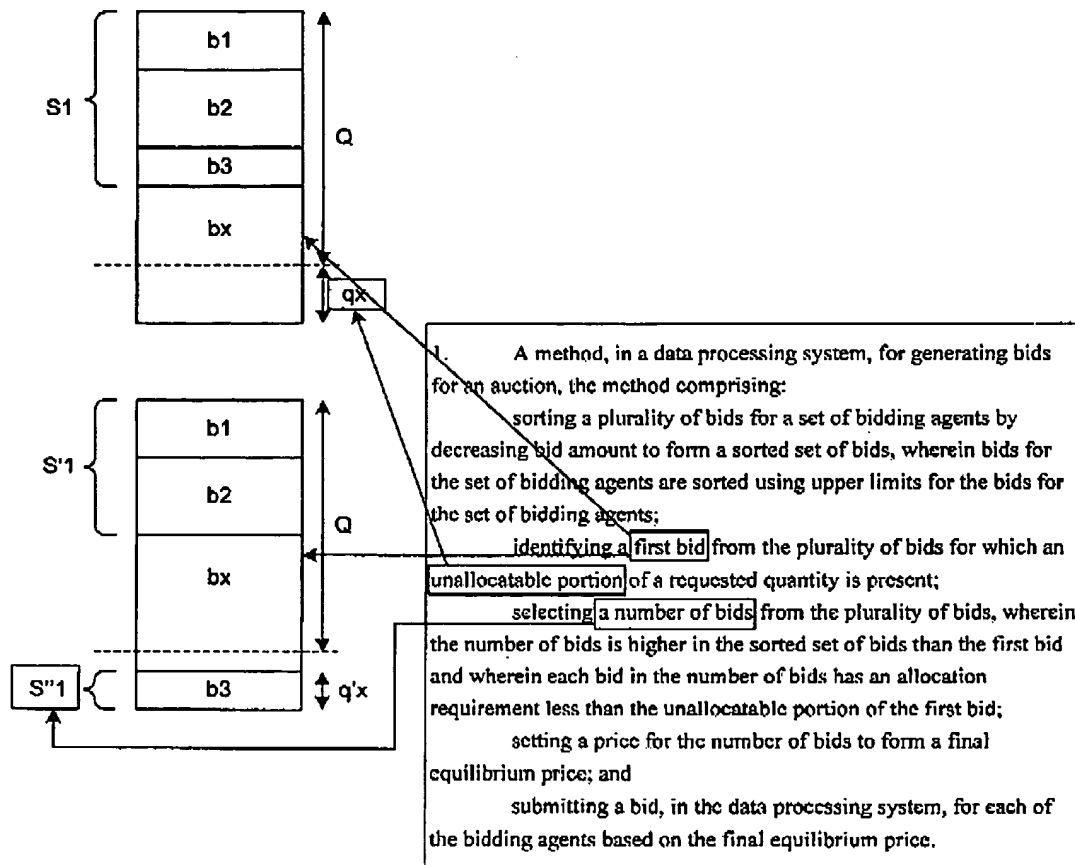 b1
S1
b2
Q
b3
bx
qx
1. A method, in a data processing system, for generating bids
for an auction, the method comprising:
sorting a plurality of bids for a set of bidding agents by
decreasing bid amount to form a sorted set of bids, wherein bids for
the set of bidding agents are sorted using upper limits for the bids for
the set of bidding agents;
identifying a first bid from the plurality of bids for which an
unallocatable portion of a requested quantity is present;
selecting a number of bids from the plurality of bids, wherein
the number of bids is higher in the sorted set of bids than the first bid
and wherein each bid in the number of bids has an allocation
requirement less than the unallocatable portion of the first bid;
setting a price for the number of bids to form a final
equilibrium price; and
submitting a bid, in the data processing system, for each of
the bidding agents based on the final equilibrium price.
b1
S'1
b2
Q
bx
S"1
b3
q'x